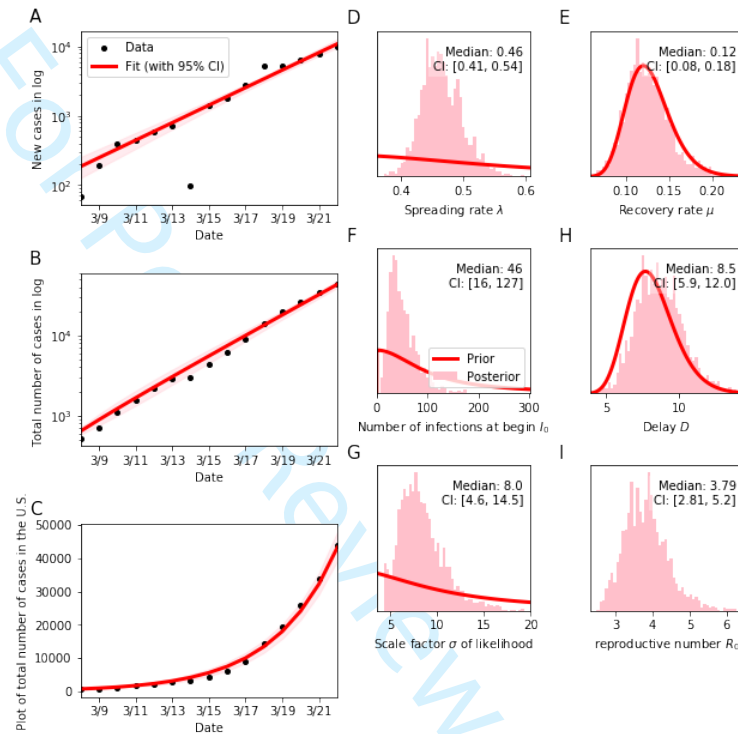 A
Data
Fit (with 95% CI)
10^4
10^3
10^2
New cases in log
3/9 3/11 3/13 3/15 3/17 3/19 3/21
Date
B
10^4
10^3
Total number of cases in log
3/9 3/11 3/13 3/15 3/17 3/19 3/21
Date
C
50000
40000
30000
20000
10000
0
Plot of total number of cases in the U.S.
3/9 3/11 3/13 3/15 3/17 3/19 3/21
Date
D
Median: 0.46
CI: [0.41, 0.54]
0.4 0.5 0.6
Spreading rate λ
E
Median: 0.12
CI: [0.08, 0.18]
0.10 0.15 0.20
Recovery rate μ
F
Median: 46
CI: [16, 127]
Prior
Posterior
0 100 200 300
Number of infections at begin I₀
H
Median: 8.5
CI: [5.9, 12.0]
5 10
Delay D
G
Median: 8.0
CI: [4.6, 14.5]
5 10 15 20
Scale factor σ of likelihood
I
Median: 3.79
CI: [2.81, 5.2]
3 4 5 6
reproductive number R₀
For Peer Review